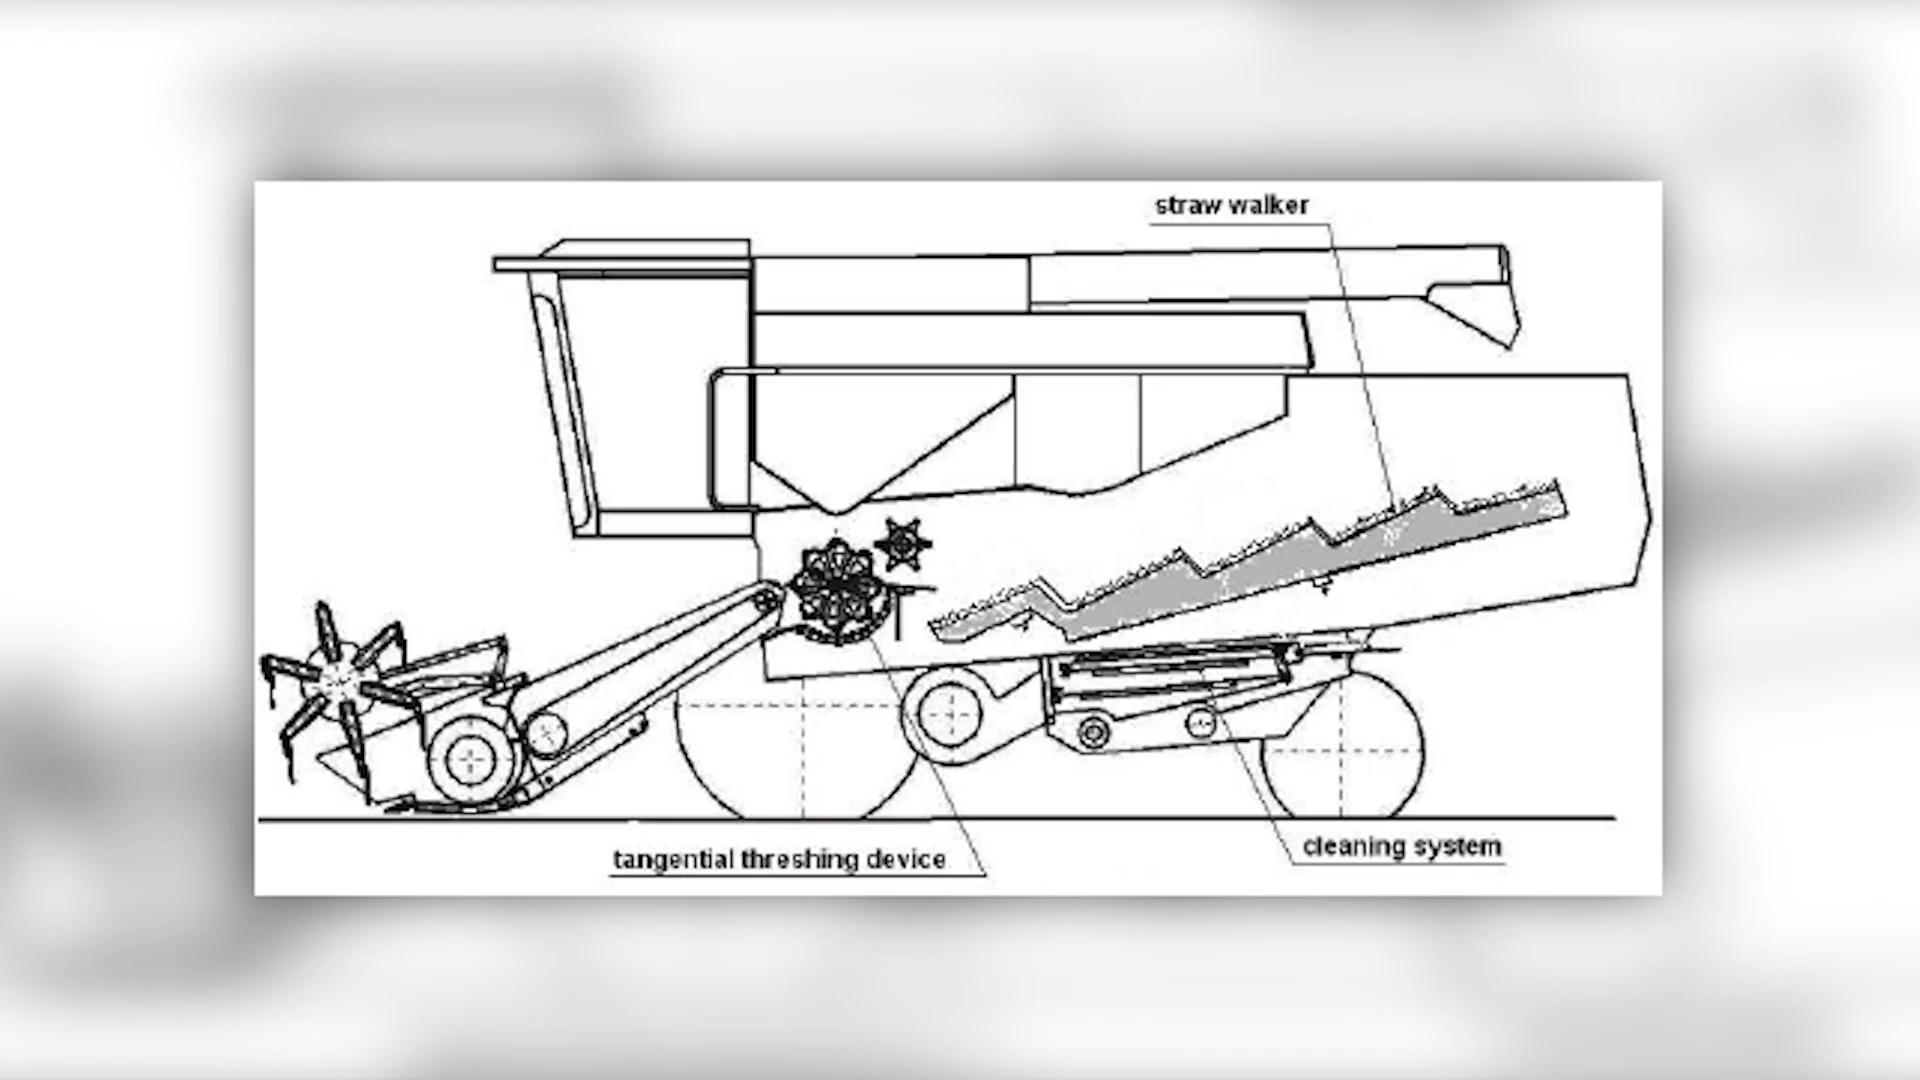 straw walker
tangential threshing device
cleaning system